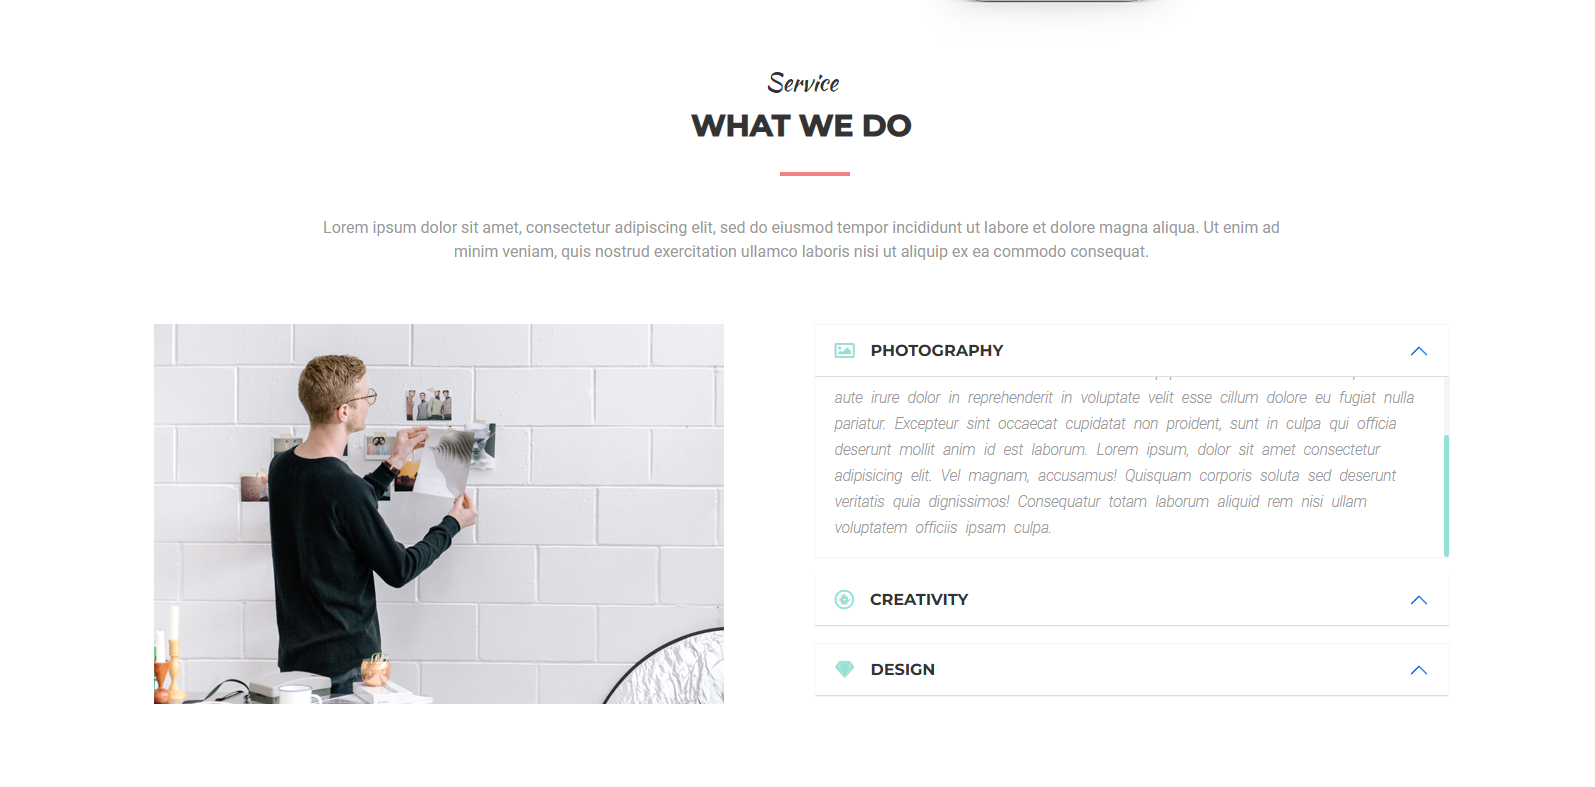 Service
WHAT WE DO
Lorem ipsum dolor sit amet, consectetur adipiscing elit, sed do eiusmod tempor incididunt ut labore et dolore magna aliqua. Ut enim ad
minim veniam, quis nostrud exercitation ullamco laboris nisi ut aliquip ex ea commodo consequat.
PHOTOGRAPHY
aute irure dolor in reprehenderit in voluptate velit esse cillum dolore eu fugiat nulla
pariatur. Excepteur sint occaecat cupidatat non proident, sunt in culpa qui officia
deserunt mollit anim id est laborum. Lorem ipsum, dolor sit amet consectetur
adipisicing elit. Vel magnam, accusamus! Quisquam corporis soluta sed deserunt
veritatis quia dignissimos! Consequatur totam laborum aliquid rem nisi ullam
voluptatem officiis ipsam culpa.
CREATIVITY
DESIGN